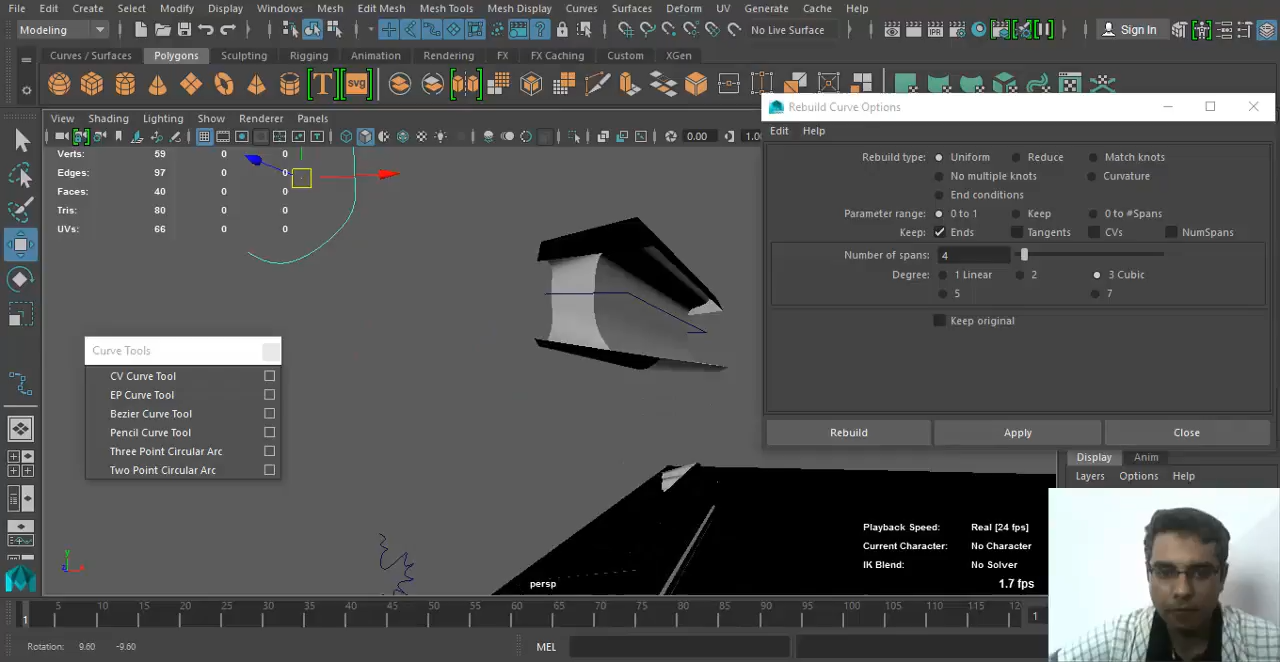 File Edit Create Select Modify Display Windows Mesh Edit Mesh Mesh Tools Mesh Display Curves Surfaces Deform UV Generate Cache Help
Modeling No Live Surface Sign In
Curves / Surfaces Polygons Sculpting Rigging Animation Rendering FX FX Caching Custom XGen
T svg
View Shading Lighting Show Renderer Panels
0.00 1.0
Verts: 59 0 0
Edges: 97 0 0
Faces: 40 0 0
Tris: 80 0 0
UVs: 66 0 0
Rebuild Curve Options
Edit Help
Rebuild type: Uniform Reduce Match knots
No multiple knots Curvature
End conditions
Parameter range: 0 to 1 Keep 0 to #Spans
Keep: Ends Tangents CVs NumSpans
Number of spans: 4
Degree: 1 Linear 2 3 Cubic
5 7
Keep original
Rebuild Apply Close
Curve Tools
CV Curve Tool
EP Curve Tool
Bezier Curve Tool
Pencil Curve Tool
Three Point Circular Arc
Two Point Circular Arc
Display Anim
Layers Options Help
Playback Speed: Real [24 fps]
Current Character: No Character
IK Blend: No Solver
1.7 fps
y
persp
1 5 10 15 20 25 30 35 40 45 50 55 60 65 70 75 80 85 90 95 100 105 110 115 120 1
Rotation: 9.60 -9.60 MEL